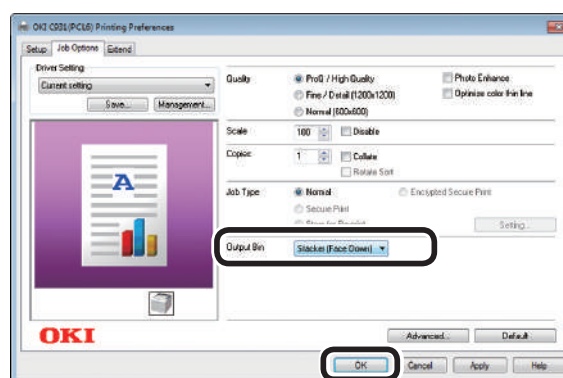 OKI C931(PCL6) Printing Preferences
Setup Job Options Extend
Driver Setting
Current setting
Save... Management...
A
OKI
Quality ProQ / High Quality Photo Enhance
Fine / Detail (1200x1200) Optimize color thin line
Normal (600x600)
Scale 100 Disable
Copies: 1 Collate
Rotate Sort
Job Type Normal Encrypted Secure Print
Secure Print
Setting...
Output Bin Stacker (Face Down)
Advanced... Default
OK Cancel Apply Help